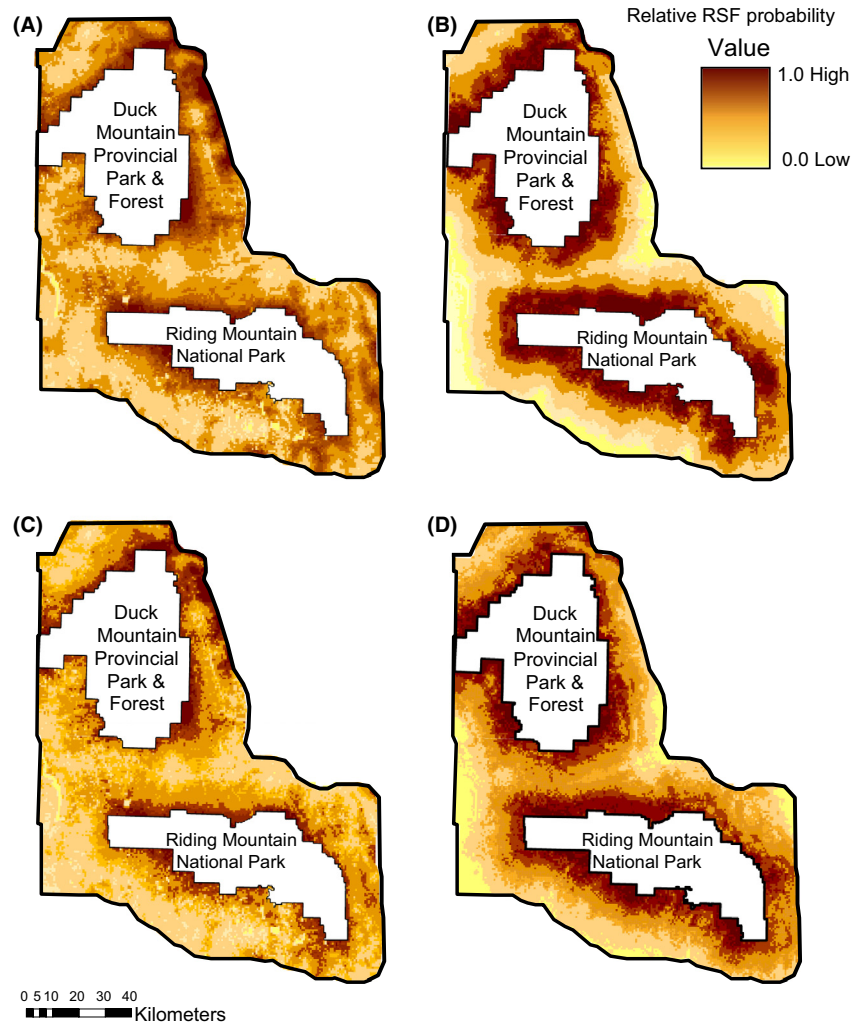 (A)
Duck
Mountain
Provincial
Park &
Forest
Riding Mountain
National Park
(B)
Duck
Mountain
Provincial
Park &
Forest
Riding Mountain
National Park
Relative RSF probability
Value
1.0 High
0.0 Low
(C)
Duck
Mountain
Provincial
Park &
Forest
Riding Mountain
National Park
(D)
Duck
Mountain
Provincial
Park &
Forest
Riding Mountain
National Park
0 5 10 20 30 40
Kilometers